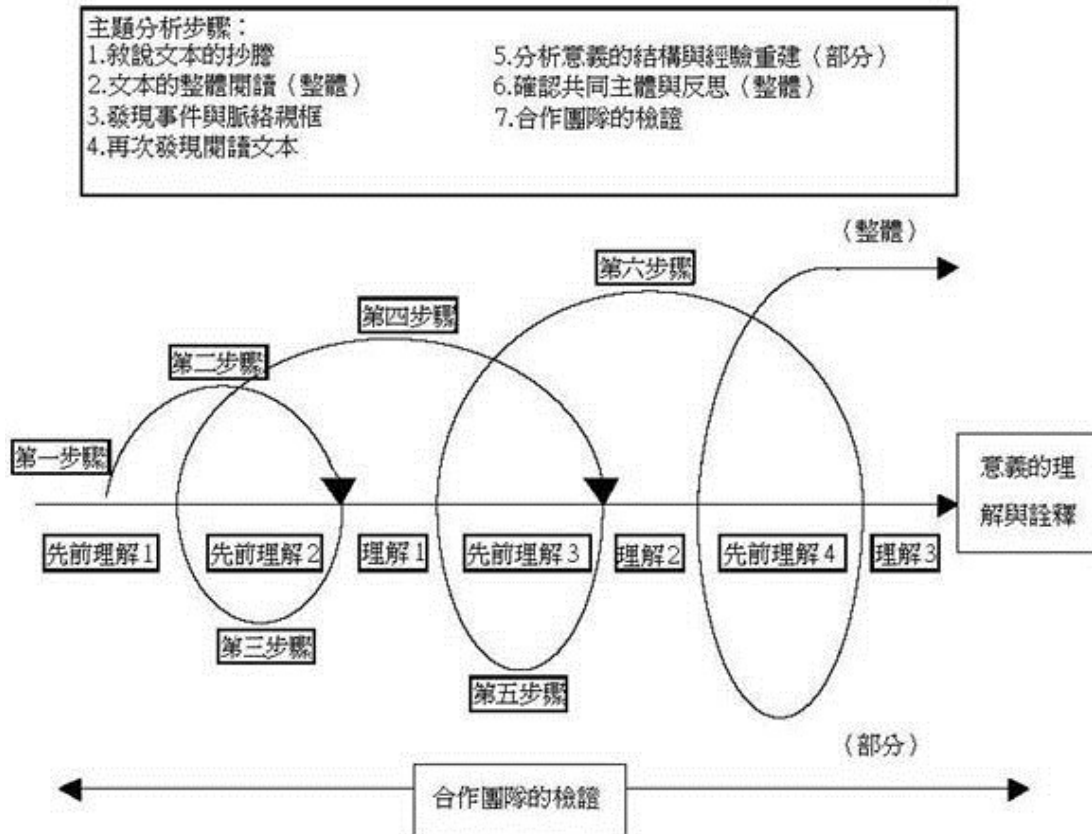 主題分析步驟：
1.敘說文本的抄謄
2.文本的整體閱讀（整體）
3.發現事件與脈絡視框
4.再次發現閱讀文本
5.分析意義的結構與經驗重建（部分）
6.確認共同主體與反思（整體）
7.合作團隊的檢證
（整體）
第六步驟
第四步驟
第二步驟
第一步驟
意義的理
解與詮釋
先前理解1
先前理解2
理解1
先前理解3
理解2
先前理解4
理解3
第三步驟
第五步驟
（部分）
合作團隊的檢證